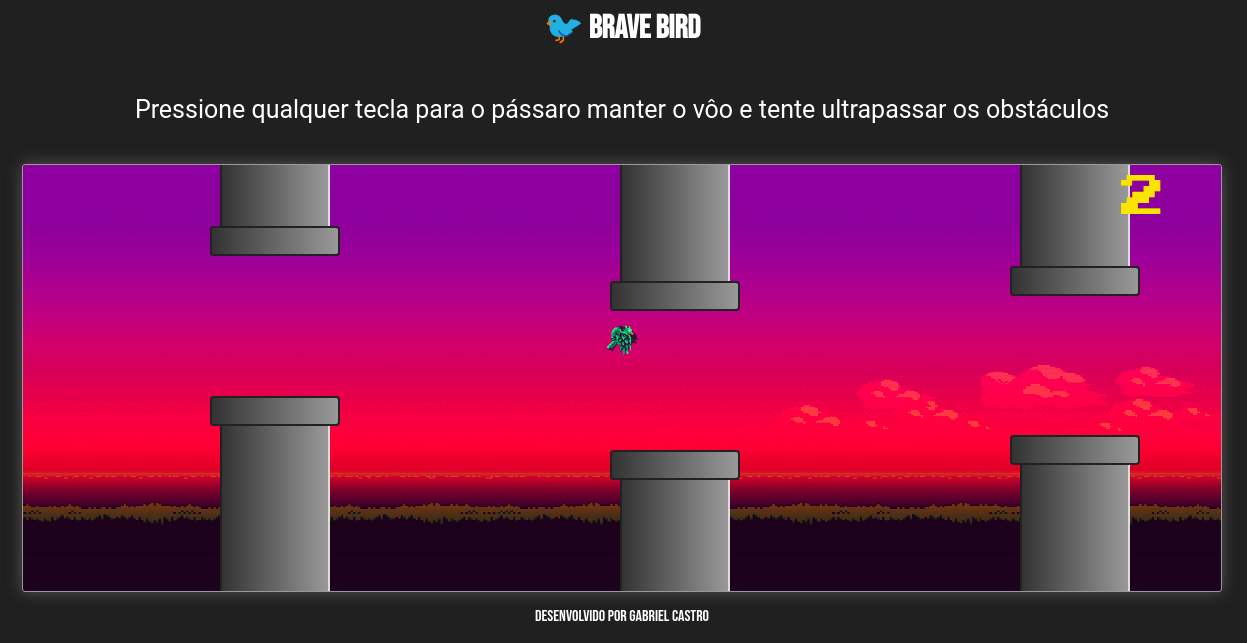 BRAVE BIRD
Pressione qualquer tecla para o pássaro manter o vôo e tente ultrapassar os obstáculos
2
DESENVOLVIDO POR GABRIEL CASTRO